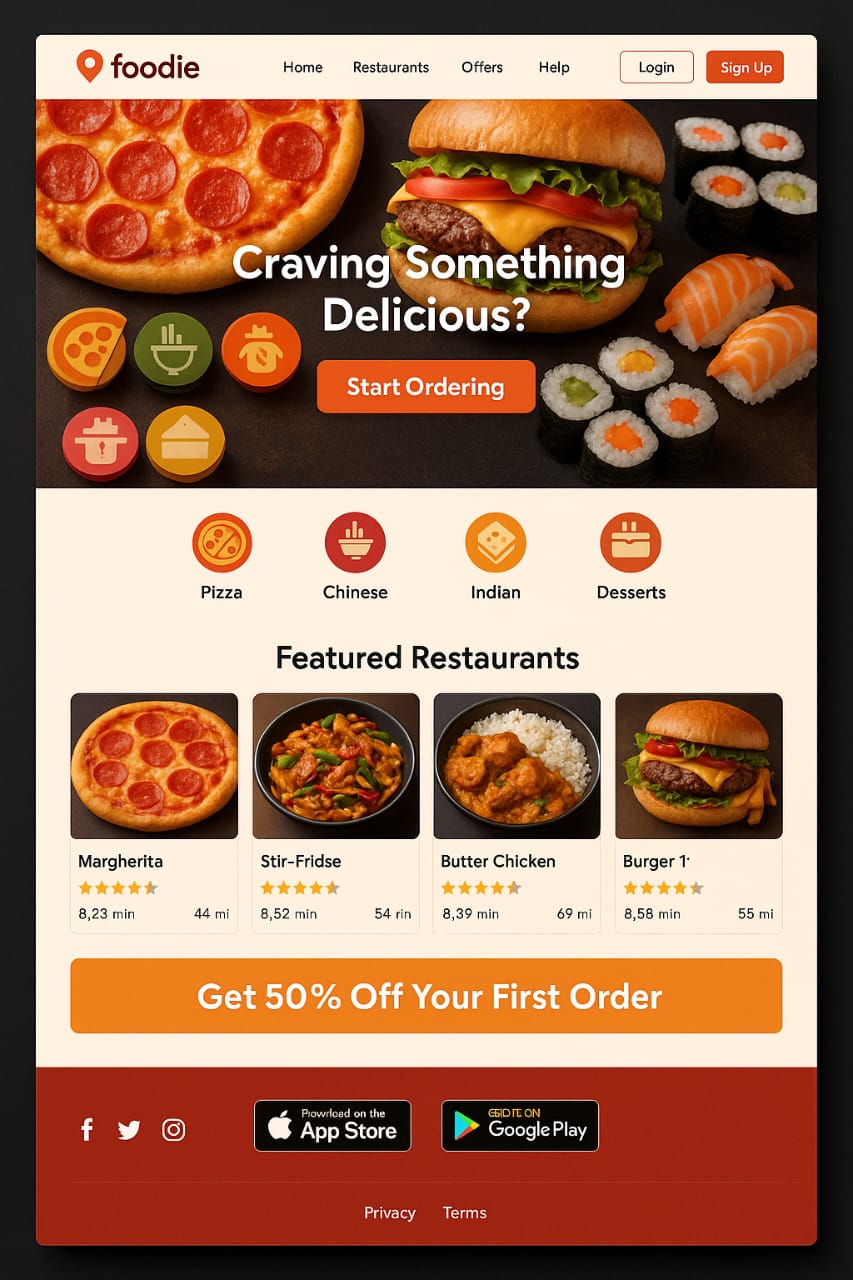 foodie
Home Restaurants Offers Help Login Sign Up
Craving Something
Delicious?
Start Ordering
Pizza Chinese Indian Desserts
Featured Restaurants
Margherita Stir-Fridse Butter Chicken Burger 1
8,23 min 44 mi 8,52 min 54 rin 8,39 min 69 mi 8,58 min 55 mi
Get 50% Off Your First Order
Prowrlod on the
App Store
Google Play
Privacy Terms